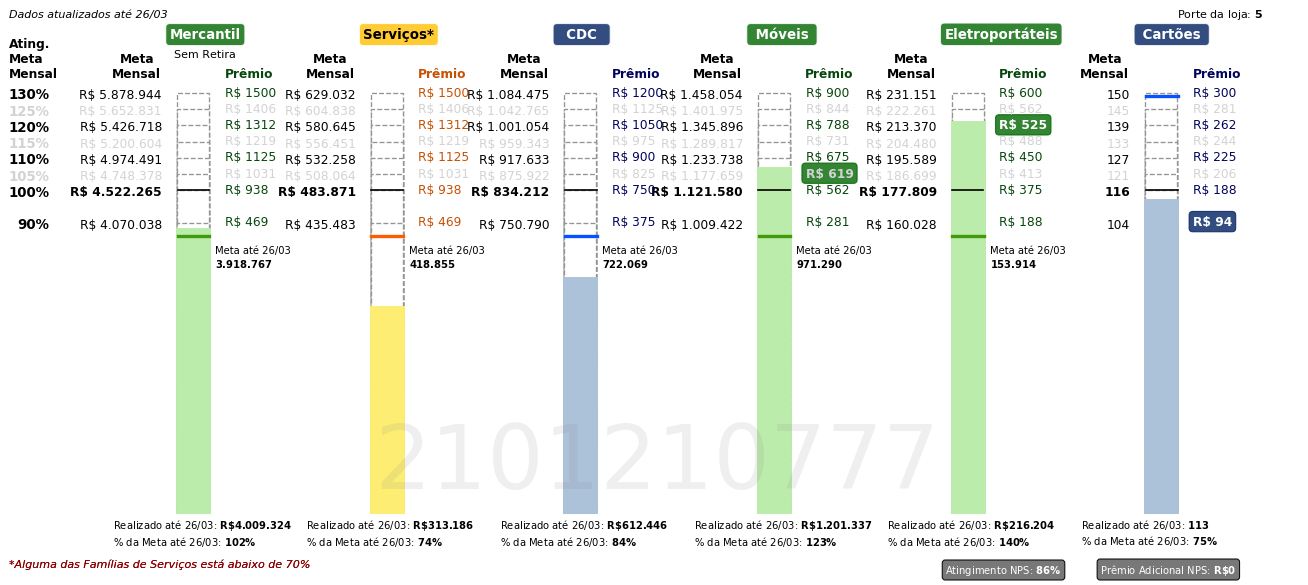 Dados atualizados até 26/03 Porte da loja: 5
Mercantil Serviços* CDC Móveis Eletroportáteis Cartões
Sem Retira
Ating. Meta Mensal
Meta Mensal Prêmio Meta Mensal Prêmio Meta Mensal Prêmio Meta Mensal Prêmio Meta Mensal Prêmio Meta Mensal Prêmio
130% R$ 5.878.944 R$ 1500 R$ 629.032 R$ 1500 R$ 1.084.475 R$ 1200 R$ 1.458.054 R$ 900 R$ 231.151 R$ 600 150 R$ 300
125% R$ 5.652.831 R$ 1406 R$ 604.838 R$ 1406 R$ 1.042.765 R$ 1125 R$ 1.401.975 R$ 844 R$ 222.261 R$ 562 145 R$ 281
120% R$ 5.426.718 R$ 1312 R$ 580.645 R$ 1312 R$ 1.001.054 R$ 1050 R$ 1.345.896 R$ 788 R$ 213.370 R$ 525 139 R$ 262
115% R$ 5.200.604 R$ 1219 R$ 556.451 R$ 1219 R$ 959.343 R$ 975 R$ 1.289.817 R$ 731 R$ 204.480 R$ 488 133 R$ 244
110% R$ 4.974.491 R$ 1125 R$ 532.258 R$ 1125 R$ 917.633 R$ 900 R$ 1.233.738 R$ 675 R$ 195.589 R$ 450 127 R$ 225
105% R$ 4.748.378 R$ 1031 R$ 508.064 R$ 1031 R$ 875.922 R$ 825 R$ 1.177.659 R$ 619 R$ 186.699 R$ 413 121 R$ 206
100% R$ 4.522.265 R$ 938 R$ 483.871 R$ 938 R$ 834.212 R$ 750 R$ 1.121.580 R$ 562 R$ 177.809 R$ 375 116 R$ 188
90% R$ 4.070.038 R$ 469 R$ 435.483 R$ 469 R$ 750.790 R$ 375 R$ 1.009.422 R$ 281 R$ 160.028 R$ 188 104 R$ 94
Meta até 26/03 Meta até 26/03 Meta até 26/03 Meta até 26/03 Meta até 26/03
3.918.767 418.855 722.069 971.290 153.914
2101210777
Realizado até 26/03: R$4.009.324 Realizado até 26/03: R$313.186 Realizado até 26/03: R$612.446 Realizado até 26/03: R$1.201.337 Realizado até 26/03: R$216.204 Realizado até 26/03: 113
% da Meta até 26/03: 102% % da Meta até 26/03: 74% % da Meta até 26/03: 84% % da Meta até 26/03: 123% % da Meta até 26/03: 140% % da Meta até 26/03: 75%
*Alguma das Famílias de Serviços está abaixo de 70% Atingimento NPS: 86% Prêmio Adicional NPS: R$0